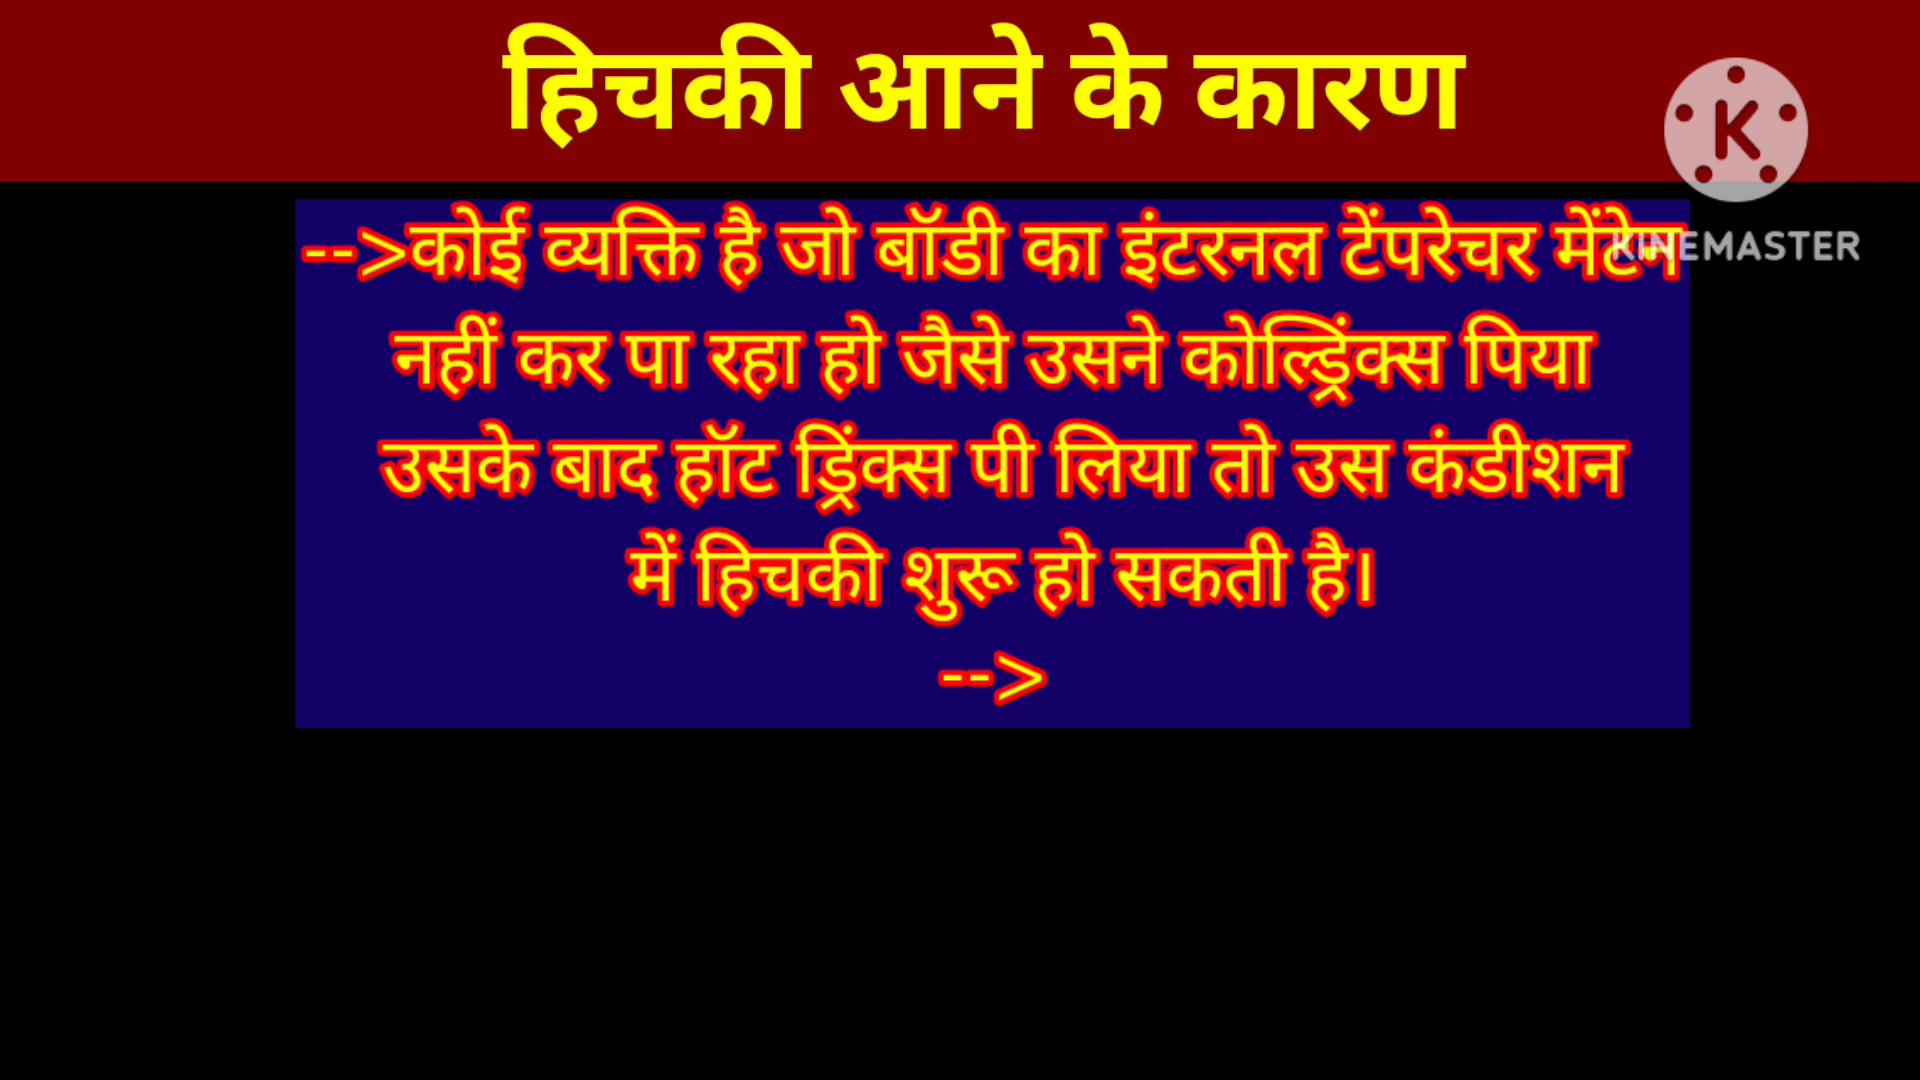 हिचकी आने के कारण
K
KINEMASTER
-->कोई व्यक्ति है जो बॉडी का इंटरनल टेंपरेचर मेंटेन
नहीं कर पा रहा हो जैसे उसने कोल्ड्रिंक्स पिया
उसके बाद हॉट ड्रिंक्स पी लिया तो उस कंडीशन
में हिचकी शुरू हो सकती है।
-->